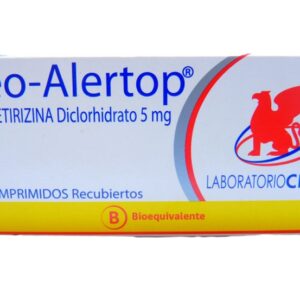 eo-Alertop®
ETIRIZINA Diclorhidrato 5 mg
OMPRIMIDOS Recubiertos
LABORATORIO C
B Bioequivalente